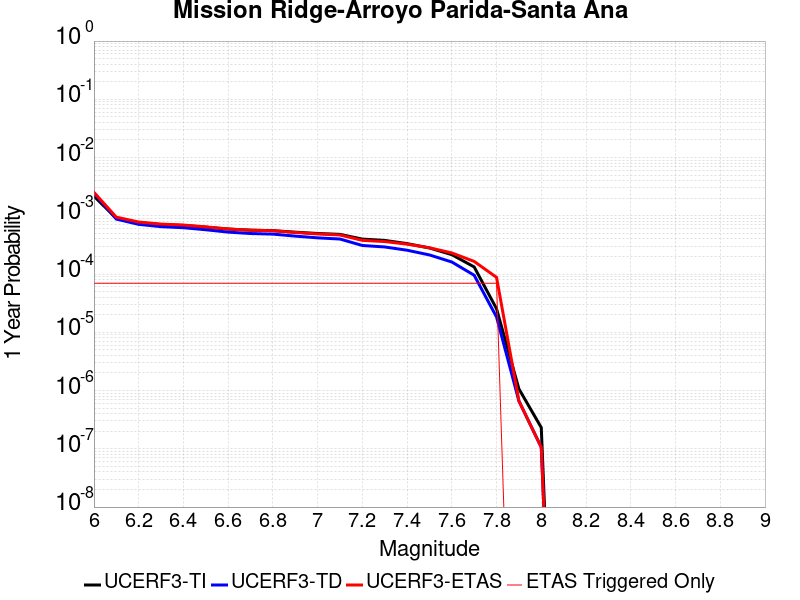 Mission Ridge-Arroyo Parida-Santa Ana
10^0
10^-1
10^-2
10^-3
10^-4
10^-5
10^-6
10^-7
10^-8
1 Year Probability
6 6.2 6.4 6.6 6.8 7 7.2 7.4 7.6 7.8 8 8.2 8.4 8.6 8.8 9
Magnitude
UCERF3-TI UCERF3-TD UCERF3-ETAS ETAS Triggered Only